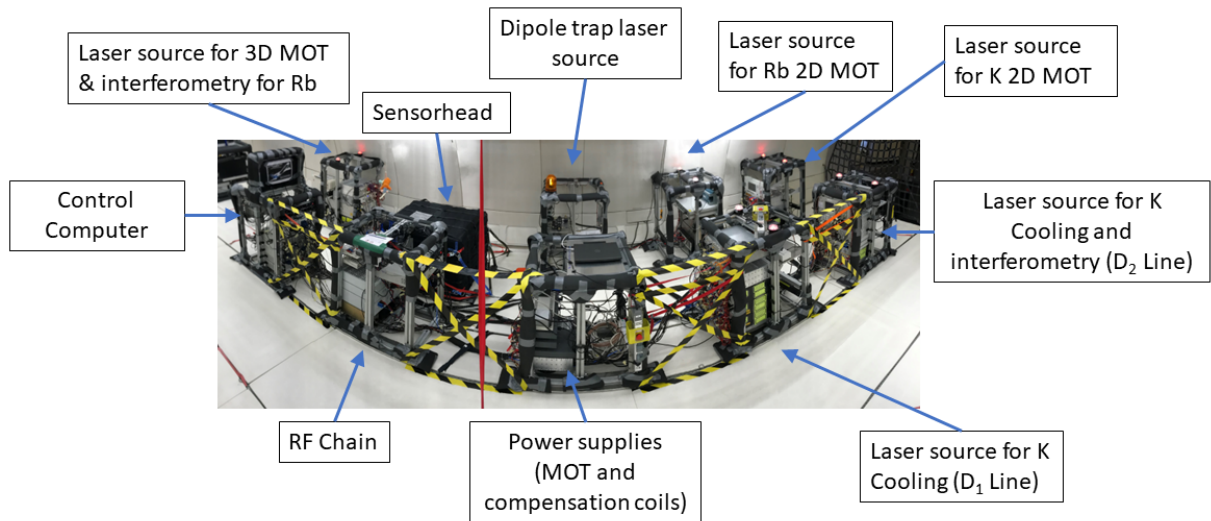 Laser source for 3D MOT
& interferometry for Rb
Sensorhead
Dipole trap laser
source
Laser source
for Rb 2D MOT
Laser source
for K 2D MOT
Control
Computer
Laser source for K
Cooling and
interferometry (D₂ Line)
RF Chain
Power supplies
(MOT and
compensation coils)
Laser source for K
Cooling (D₁ Line)